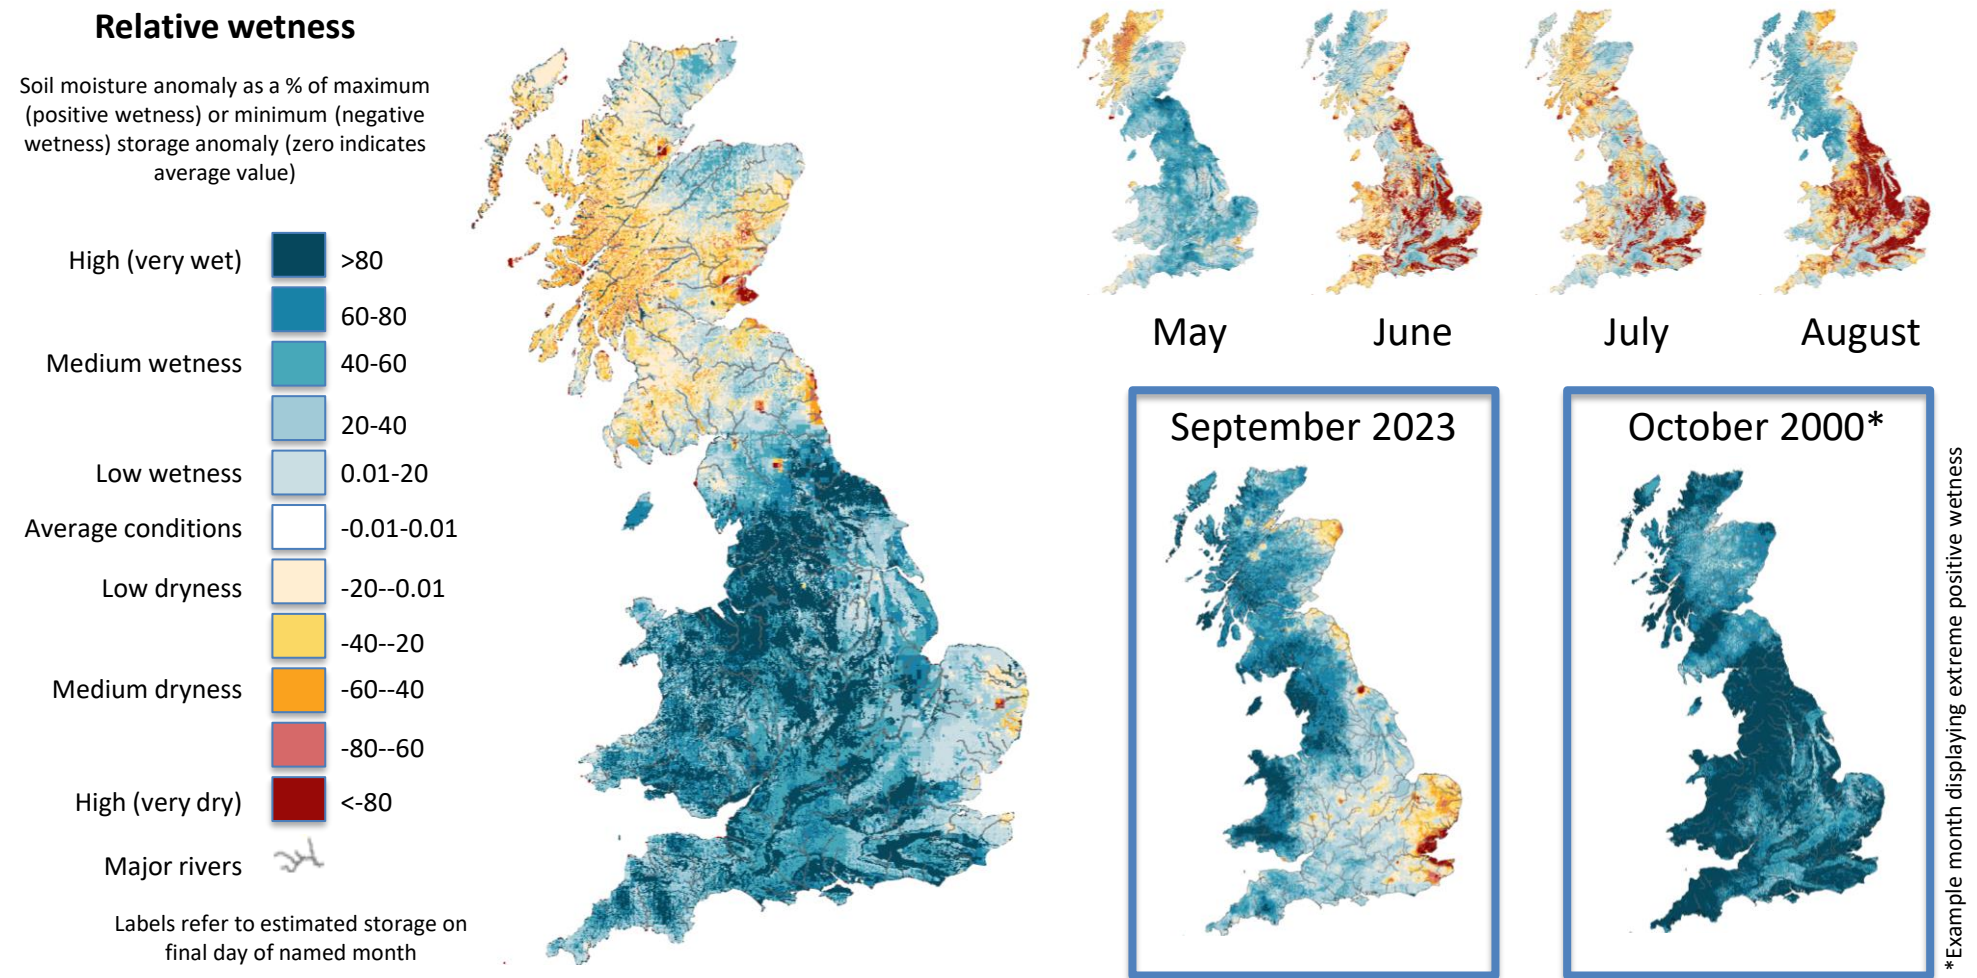 Relative wetness
Soil moisture anomaly as a % of maximum
(positive wetness) or minimum (negative
wetness) storage anomaly (zero indicates
average value)
High (very wet) >80
60-80
Medium wetness 40-60
20-40
Low wetness 0.01-20
Average conditions -0.01-0.01
Low dryness -20--0.01
-40--20
Medium dryness -60--40
-80--60
High (very dry) <-80
Major rivers
Labels refer to estimated storage on
final day of named month
May June July August
September 2023
October 2000*
*Example month displaying extreme positive wetness